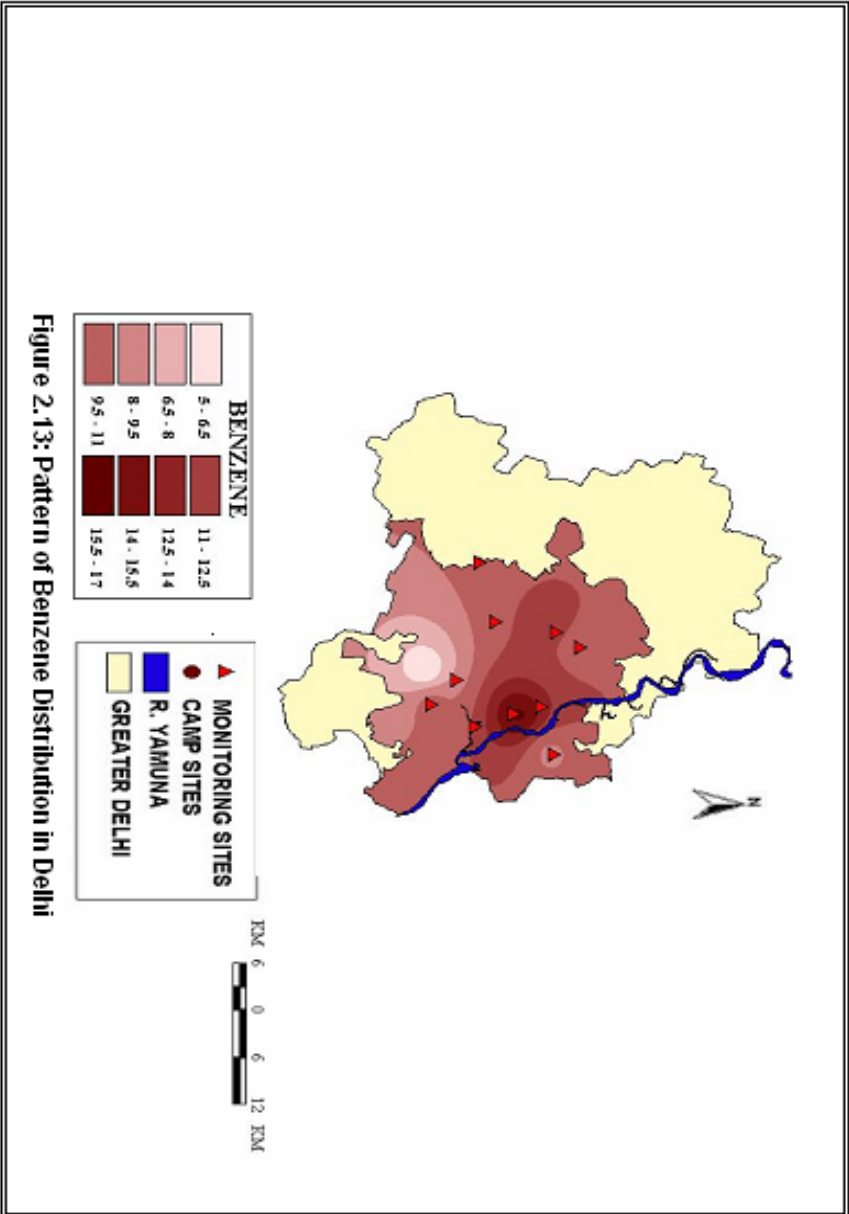 N
BENZENE
5 - 6.5
6.5 - 8
8 - 9.5
9.5 - 11
11 - 12.5
12.5 - 14
14 - 15.5
15.5 - 17
MONITORING SITES
CAMP SITES
R. YAMUNA
GREATER DELHI
KM 6 0 6 12 KM
Figure 2.13: Pattern of Benzene Distribution in Delhi